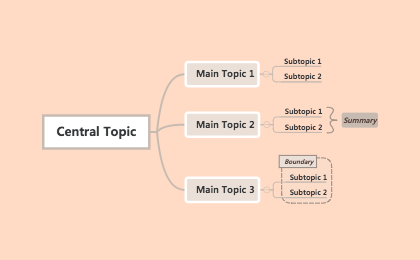 Central Topic
Main Topic 1
Subtopic 1
Subtopic 2
Main Topic 2
Subtopic 1
Subtopic 2
Summary
Main Topic 3
Boundary
Subtopic 1
Subtopic 2